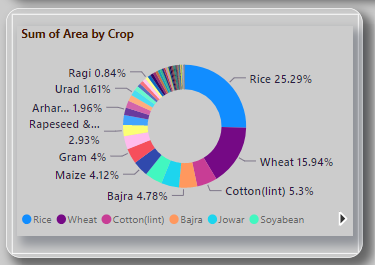 Sum of Area by Crop
Ragi 0.84%
Urad 1.61%
Arhar... 1.96%
Rapeseed &...
2.93%
Gram 4%
Maize 4.12%
Bajra 4.78%
Rice 25.29%
Wheat 15.94%
Cotton(lint) 5.3%
Rice Wheat Cotton(lint) Bajra Jowar Soyabean